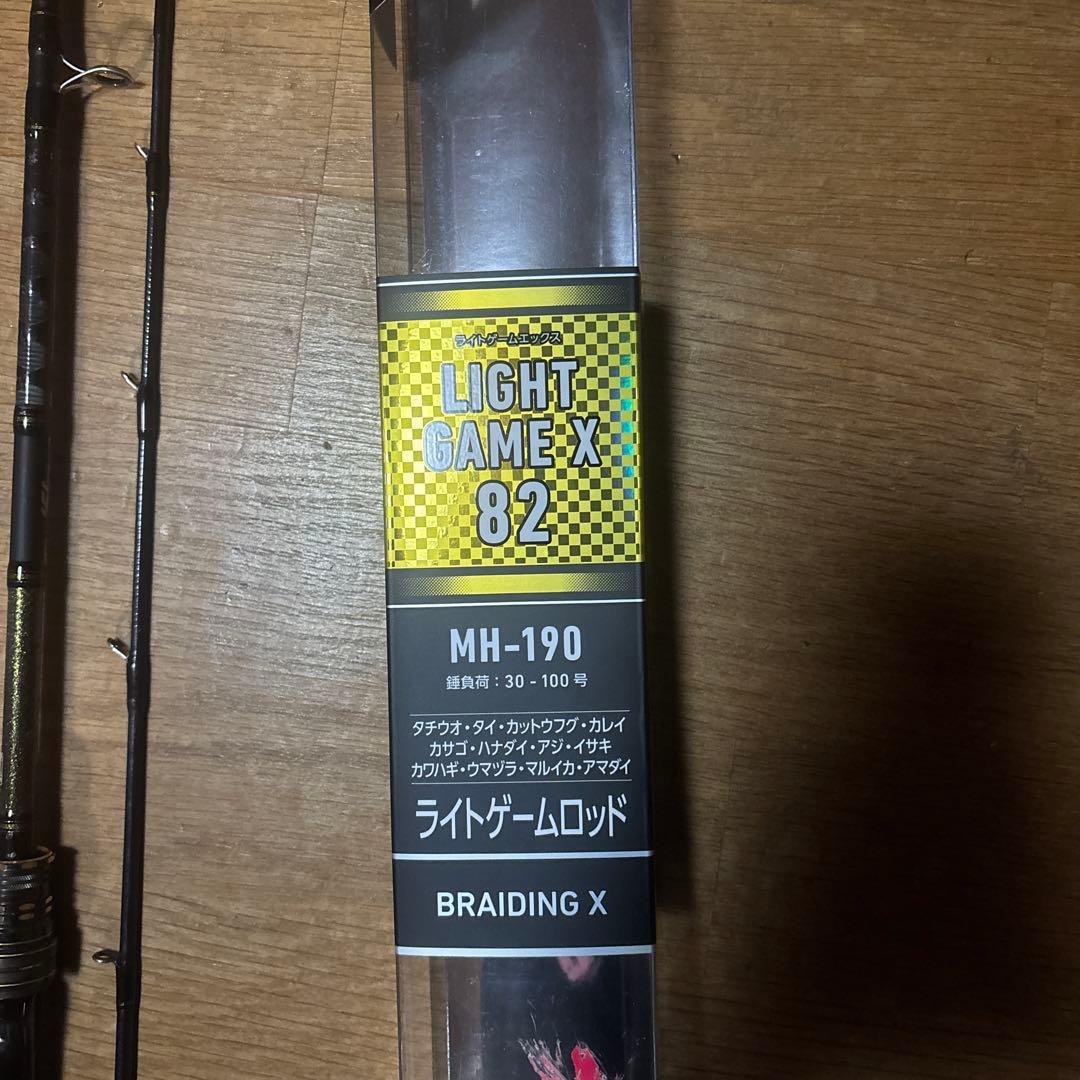 ライトゲームエックス
LIGHT
GAME X
82
MH-190
錘負荷：30 - 100 号
タチウオ・タイ・カットウフグ・カレイ
カサゴ・ハナダイ・アジ・イサキ
カワハギ・ウマヅラ・マルイカ・アマダイ
ライトゲームロッド
BRAIDING X